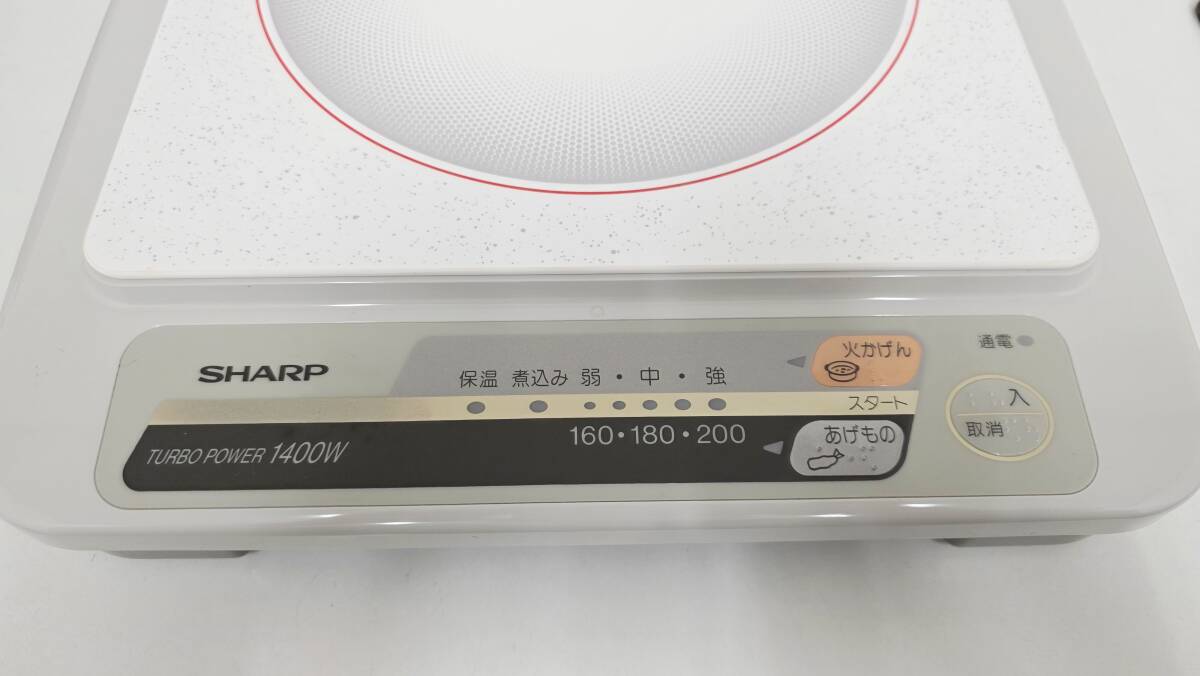 SHARP
保温 煮込み 弱・中・強
火かげん
通電
スタート
入
取消
160・180・200
あげもの
TURBO POWER 1400W